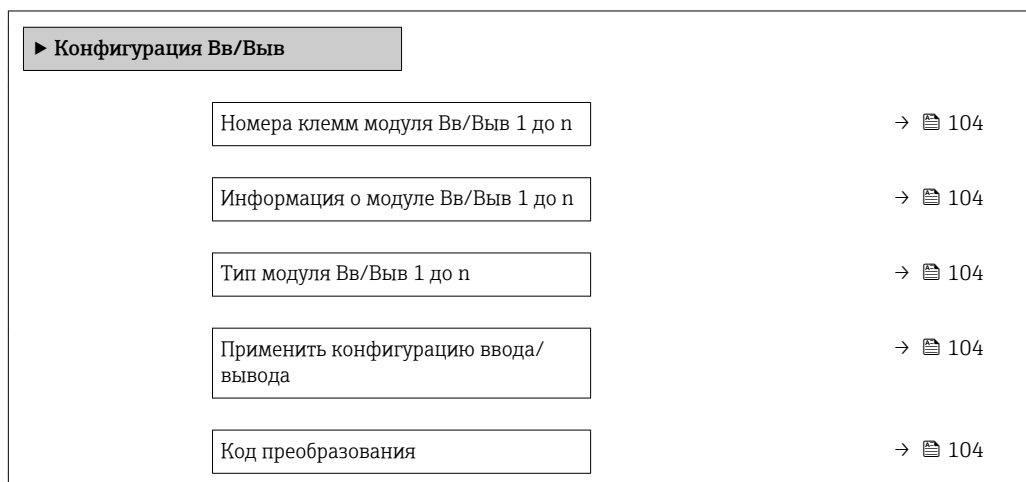 ► Конфигурация Вв/Выв
Номера клемм модуля Вв/Выв 1 до n → 104
Информация о модуле Вв/Выв 1 до n → 104
Тип модуля Вв/Выв 1 до n → 104
Применить конфигурацию ввода/ → 104
вывода
Код преобразования → 104